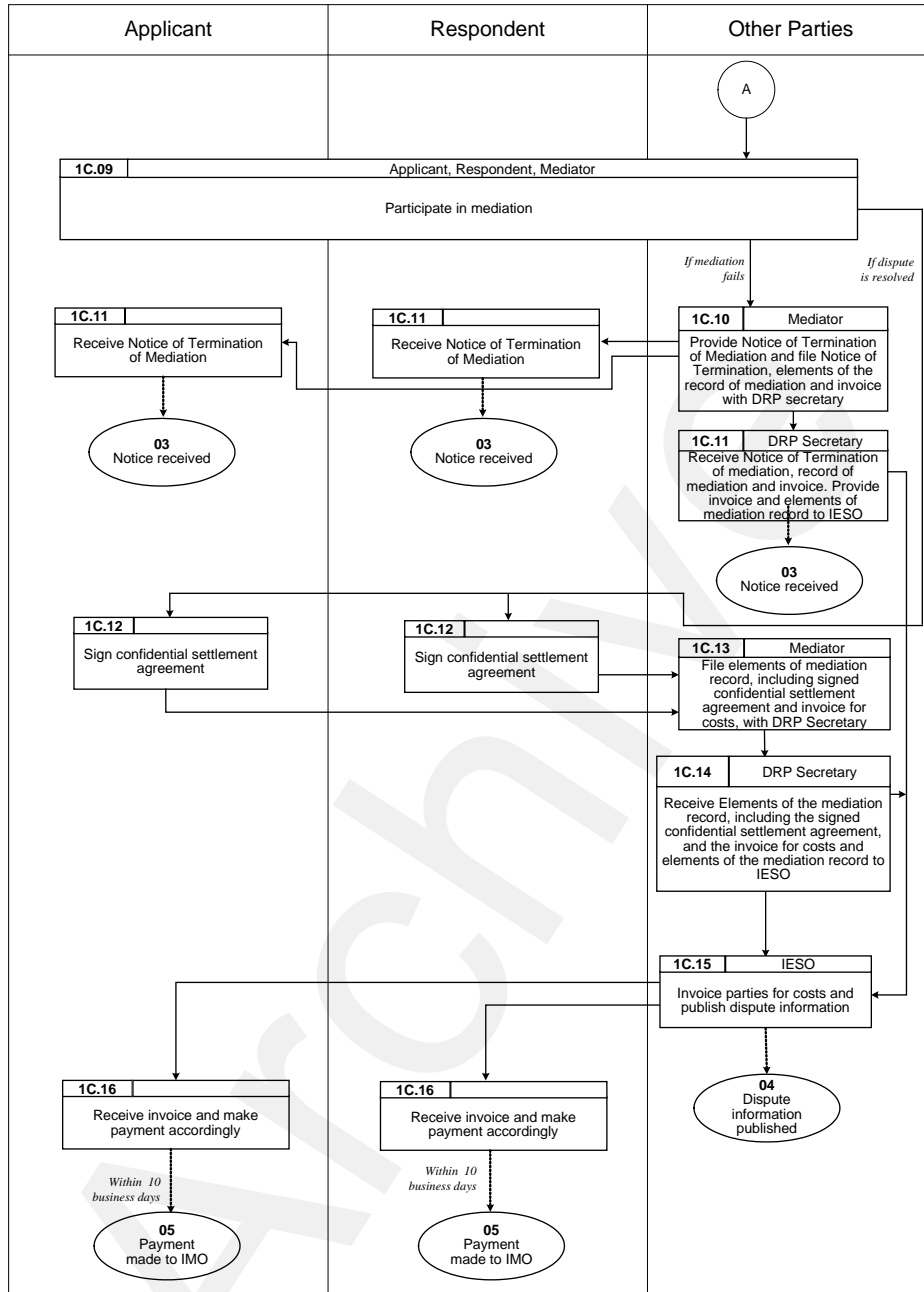 Applicant
Respondent
Other Parties
A
1C.09
Applicant, Respondent, Mediator
Participate in mediation
If mediation
fails
If dispute
is resolved
1C.11
Receive Notice of Termination
of Mediation
1C.11
Receive Notice of Termination
of Mediation
1C.10
Mediator
Provide Notice of Termination
of Mediation and file Notice of
Termination, elements of the
record of mediation and invoice
with DRP secretary
03
Notice received
03
Notice received
1C.11
DRP Secretary
Receive Notice of Termination
of mediation, record of
mediation and invoice. Provide
invoice and elements of
mediation record to IESO
03
Notice received
1C.12
Sign confidential settlement
agreement
1C.12
Sign confidential settlement
agreement
1C.13
Mediator
File elements of mediation
record, including signed
confidential settlement
agreement and invoice for
costs, with DRP Secretary
1C.14
DRP Secretary
Receive Elements of the mediation
record, including the signed
confidential settlement agreement,
and the invoice for costs and
elements of the mediation record to
IESO
1C.15
IESO
Invoice parties for costs and
publish dispute information
1C.16
Receive invoice and make
payment accordingly
1C.16
Receive invoice and make
payment accordingly
04
Dispute
information
published
Within 10
business days
Within 10
business days
05
Payment
made to IMO
05
Payment
made to IMO
Archive